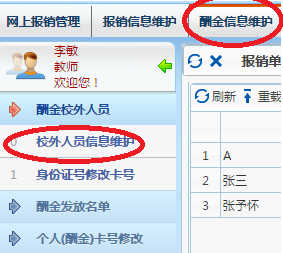 网上报销管理 报销信息维护 酬金信息维护
李敏
教师
欢迎您！
报销单
刷新 重载
酬金校外人员
0 校外人员信息维护
1 身份证号修改卡号
酬金发放名单
个人(酬金)卡号修改
1 A
2 张三
3 张予怀